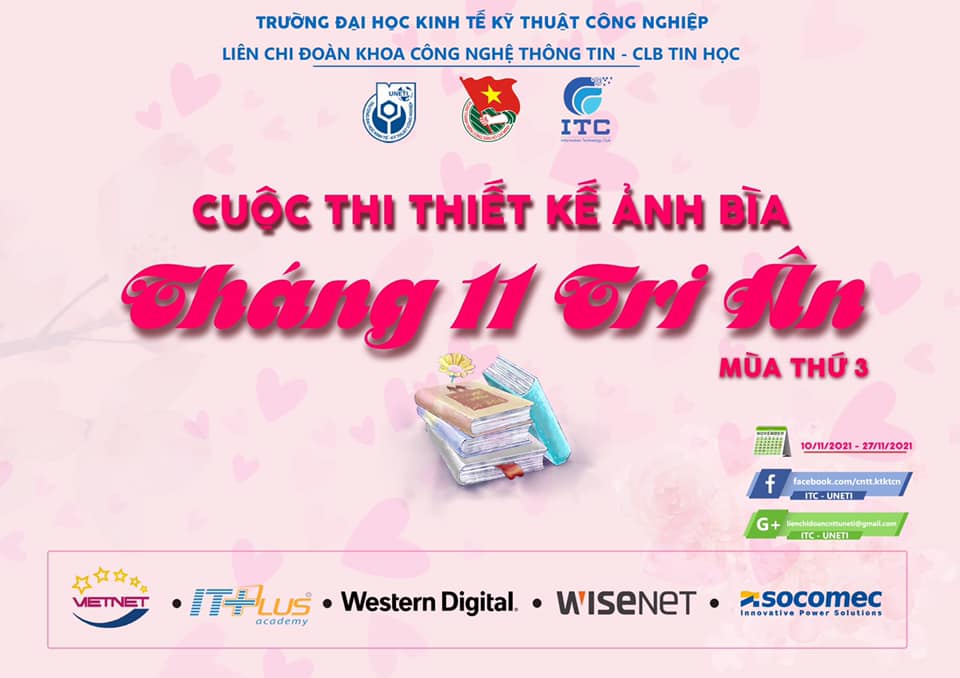 TRƯỜNG ĐẠI HỌC KINH TẾ KỸ THUẬT CÔNG NGHIỆP
LIÊN CHI ĐOÀN KHOA CÔNG NGHỆ THÔNG TIN - CLB TIN HỌC
UNETI
ITC
Information Technology Club
CUỘC THI THIẾT KẾ ẢNH BÌA
Tháng 11 Tri Ân
MÙA THỨ 3
NOVEMBER
10/11/2021 - 27/11/2021
facebook.com/cntt.ktktcn
ITC - UNETI
G+ lienchidoancnttuneti@gmail.com
ITC - UNETI
VIETNET • ITPLUS academy • Western Digital. • WISENET • socomec
Innovative Power Solutions